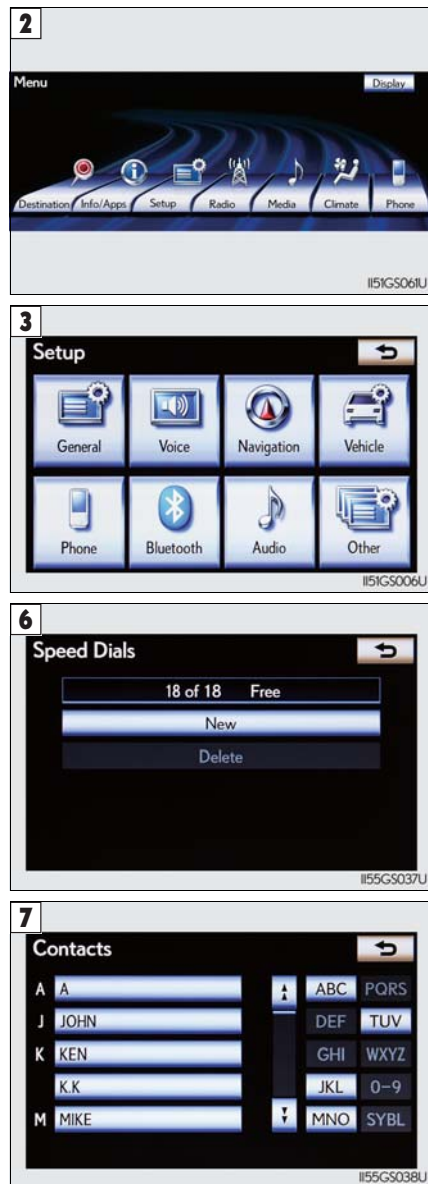 2
Menu Display
Destination Info/Apps Setup Radio Media Climate Phone
II51GS061U
3
Setup
General Voice Navigation Vehicle
Phone Bluetooth Audio Other
II51GS006U
6
Speed Dials
18 of 18 Free
New
Delete
II55GS037U
7
Contacts
A A ABC PQRS
J JOHN DEF TUV
K KEN GHI WXYZ
K.K JKL 0-9
M MIKE MNO SYBL
II55GS038U